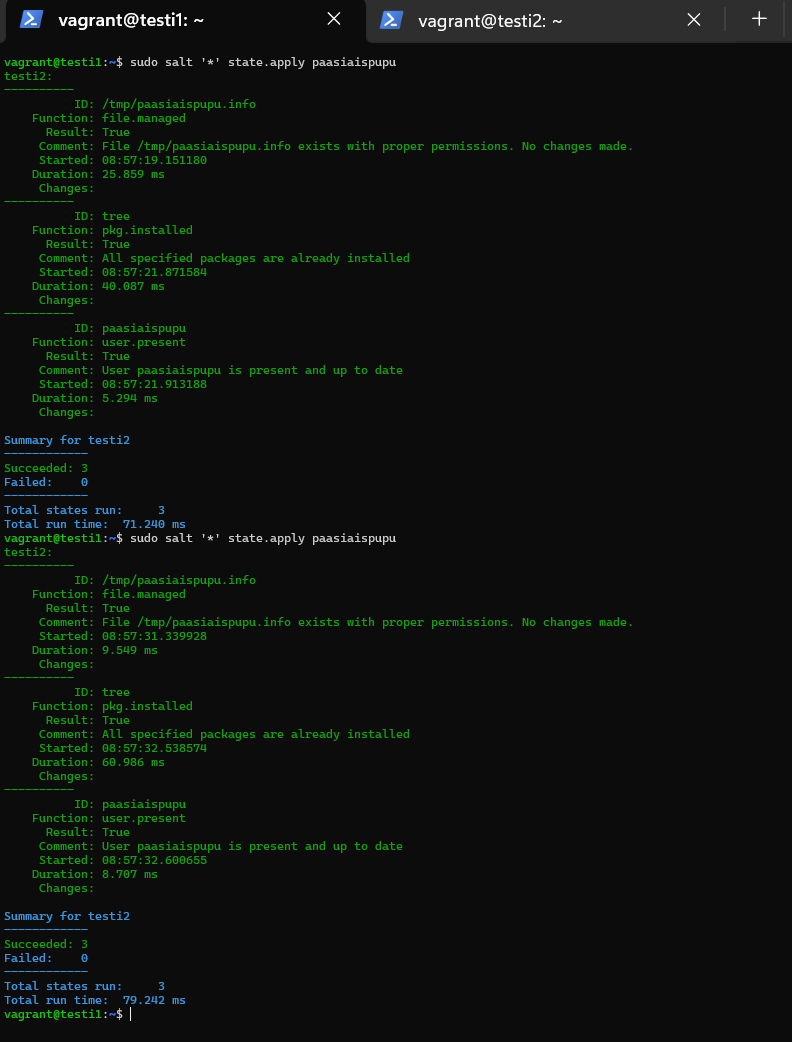 vagrant@testi1: ~
vagrant@testi2: ~
vagrant@testi1:~$ sudo salt '*' state.apply paasiaispupu
testi2:
----------
          ID: /tmp/paasiaispupu.info
    Function: file.managed
      Result: True
     Comment: File /tmp/paasiaispupu.info exists with proper permissions. No changes made.
     Started: 08:57:19.151180
    Duration: 25.859 ms
     Changes:
----------
          ID: tree
    Function: pkg.installed
      Result: True
     Comment: All specified packages are already installed
     Started: 08:57:21.871584
    Duration: 40.087 ms
     Changes:
----------
          ID: paasiaispupu
    Function: user.present
      Result: True
     Comment: User paasiaispupu is present and up to date
     Started: 08:57:21.913188
    Duration: 5.294 ms
     Changes:
Summary for testi2
------------
Succeeded: 3
Failed:    0
------------
Total states run:     3
Total run time:  71.240 ms
vagrant@testi1:~$ sudo salt '*' state.apply paasiaispupu
testi2:
----------
          ID: /tmp/paasiaispupu.info
    Function: file.managed
      Result: True
     Comment: File /tmp/paasiaispupu.info exists with proper permissions. No changes made.
     Started: 08:57:31.339928
    Duration: 9.549 ms
     Changes:
----------
          ID: tree
    Function: pkg.installed
      Result: True
     Comment: All specified packages are already installed
     Started: 08:57:32.538574
    Duration: 60.986 ms
     Changes:
----------
          ID: paasiaispupu
    Function: user.present
      Result: True
     Comment: User paasiaispupu is present and up to date
     Started: 08:57:32.600655
    Duration: 8.707 ms
     Changes:
Summary for testi2
------------
Succeeded: 3
Failed:    0
------------
Total states run:     3
Total run time:  79.242 ms
vagrant@testi1:~$